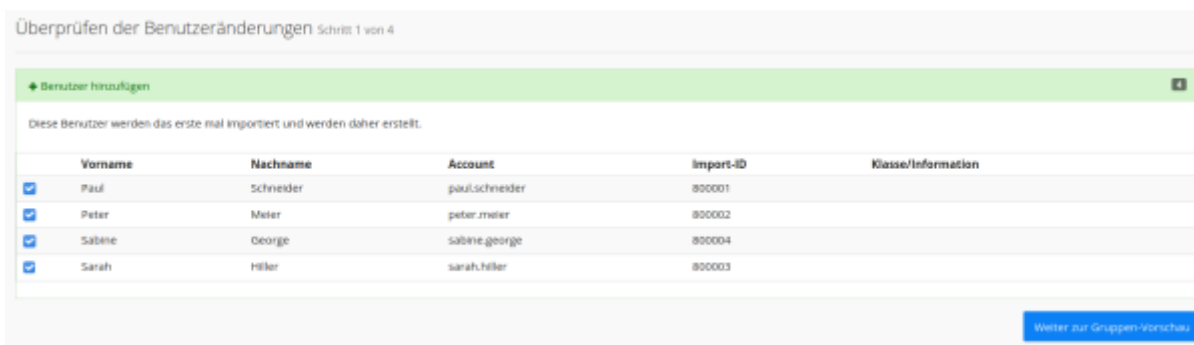 Überprüfen der Benutzeränderungen Schritt 1 von 4
Benutzer hinzufügen 4
Diese Benutzer werden das erste mal importiert und werden daher erstellt.
Vorname Nachname Account Import-ID Klasse/Information
Paul Schneider paul.schneider 800001
Peter Meier peter.meier 800002
Sabine George sabine.george 800004
Sarah Hiller sarah.hiller 800003
Weiter zur Gruppen-Vorschau